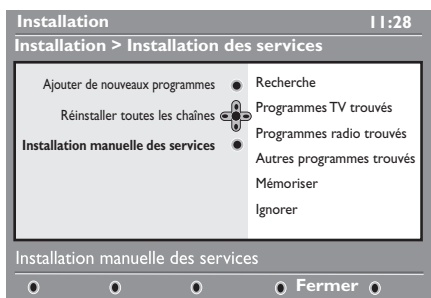 Installation 11:28
Installation > Installation des services
Ajouter de nouveaux programmes
Réinstaller toutes les chaînes
Installation manuelle des services
Recherche
Programmes TV trouvés
Programmes radio trouvés
Autres programmes trouvés
Mémoriser
Ignorer
Installation manuelle des services
Fermer